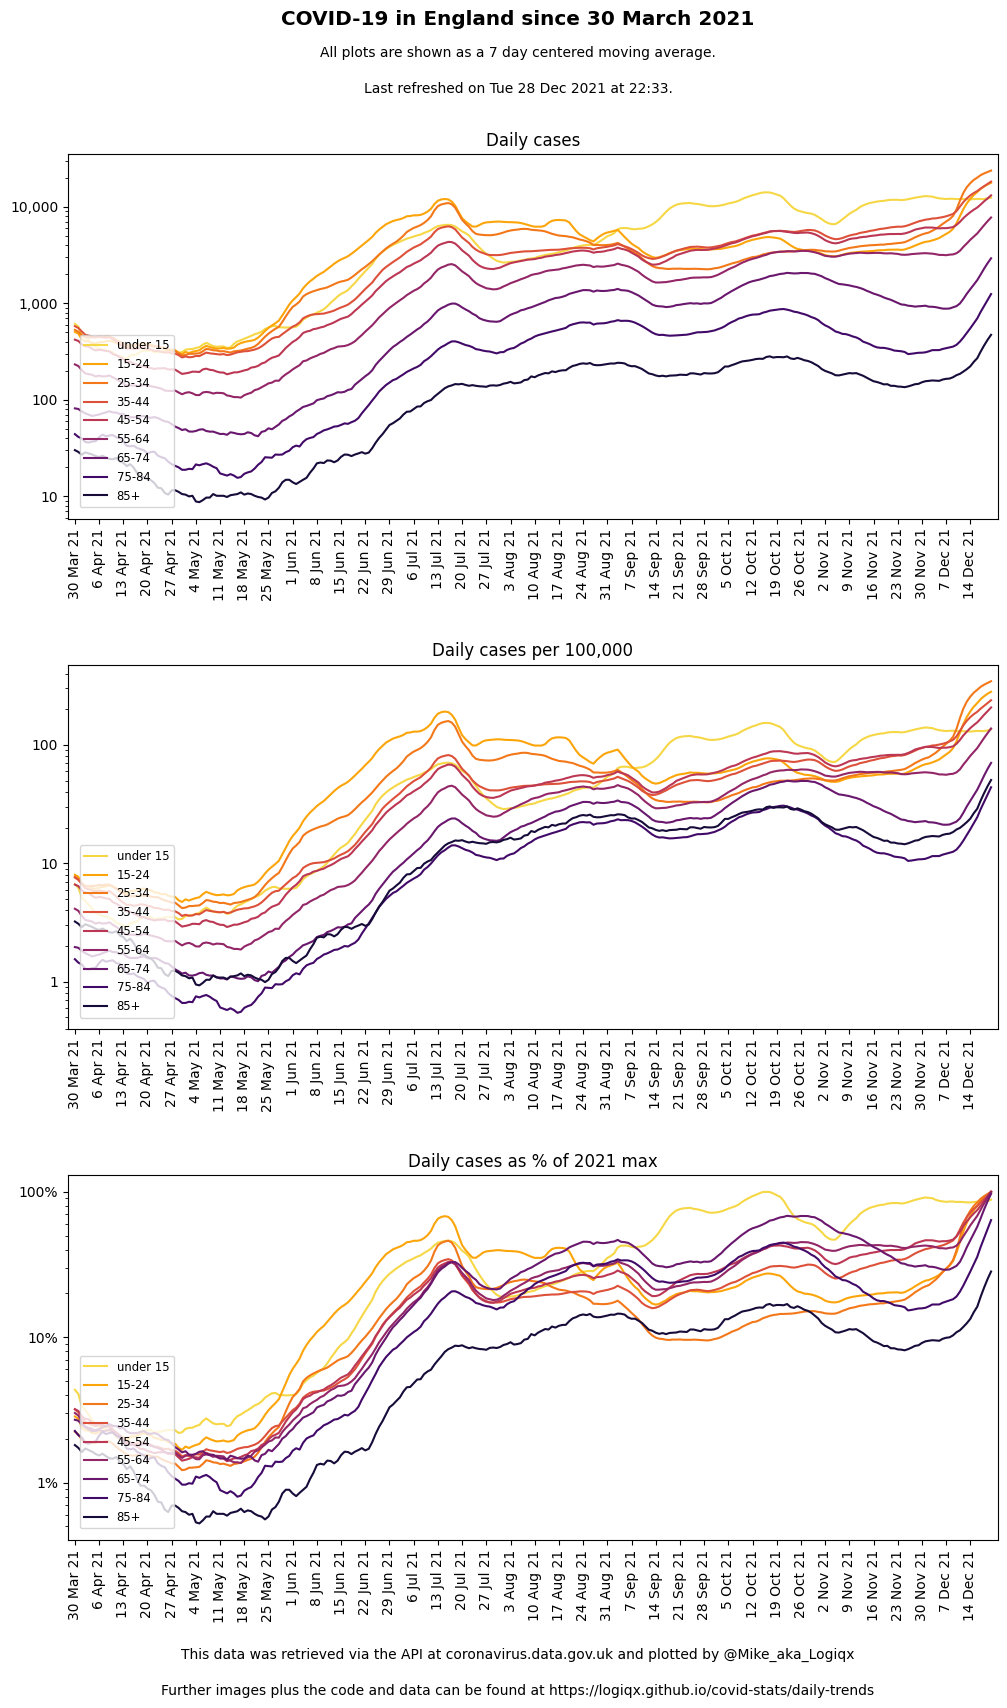 COVID-19 in England since 30 March 2021
All plots are shown as a 7 day centered moving average.
Last refreshed on Tue 28 Dec 2021 at 22:33.
Daily cases
10,000
1,000
100
10
under 15
15-24
25-34
35-44
45-54
55-64
65-74
75-84
85+
30 Mar 21
6 Apr 21
13 Apr 21
20 Apr 21
27 Apr 21
4 May 21
11 May 21
18 May 21
25 May 21
1 Jun 21
8 Jun 21
15 Jun 21
22 Jun 21
29 Jun 21
6 Jul 21
13 Jul 21
20 Jul 21
27 Jul 21
3 Aug 21
10 Aug 21
17 Aug 21
24 Aug 21
31 Aug 21
7 Sep 21
14 Sep 21
21 Sep 21
28 Sep 21
5 Oct 21
12 Oct 21
19 Oct 21
26 Oct 21
2 Nov 21
9 Nov 21
16 Nov 21
23 Nov 21
30 Nov 21
7 Dec 21
14 Dec 21
Daily cases per 100,000
100
10
1
under 15
15-24
25-34
35-44
45-54
55-64
65-74
75-84
85+
30 Mar 21
6 Apr 21
13 Apr 21
20 Apr 21
27 Apr 21
4 May 21
11 May 21
18 May 21
25 May 21
1 Jun 21
8 Jun 21
15 Jun 21
22 Jun 21
29 Jun 21
6 Jul 21
13 Jul 21
20 Jul 21
27 Jul 21
3 Aug 21
10 Aug 21
17 Aug 21
24 Aug 21
31 Aug 21
7 Sep 21
14 Sep 21
21 Sep 21
28 Sep 21
5 Oct 21
12 Oct 21
19 Oct 21
26 Oct 21
2 Nov 21
9 Nov 21
16 Nov 21
23 Nov 21
30 Nov 21
7 Dec 21
14 Dec 21
Daily cases as % of 2021 max
100%
10%
1%
under 15
15-24
25-34
35-44
45-54
55-64
65-74
75-84
85+
30 Mar 21
6 Apr 21
13 Apr 21
20 Apr 21
27 Apr 21
4 May 21
11 May 21
18 May 21
25 May 21
1 Jun 21
8 Jun 21
15 Jun 21
22 Jun 21
29 Jun 21
6 Jul 21
13 Jul 21
20 Jul 21
27 Jul 21
3 Aug 21
10 Aug 21
17 Aug 21
24 Aug 21
31 Aug 21
7 Sep 21
14 Sep 21
21 Sep 21
28 Sep 21
5 Oct 21
12 Oct 21
19 Oct 21
26 Oct 21
2 Nov 21
9 Nov 21
16 Nov 21
23 Nov 21
30 Nov 21
7 Dec 21
14 Dec 21
This data was retrieved via the API at coronavirus.data.gov.uk and plotted by @Mike_aka_Logiqx
Further images plus the code and data can be found at https://logiqx.github.io/covid-stats/daily-trends